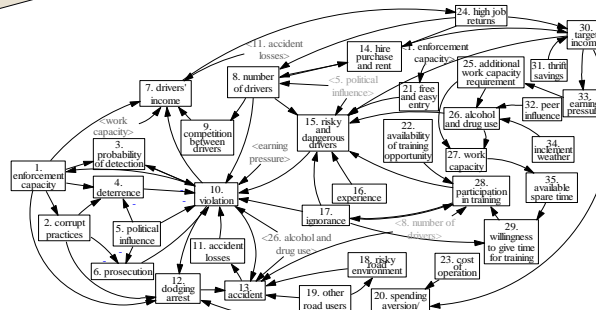 24. high job
returns
30.
target
<11. accident
losses>
14. hire
purchase
and rent
enforcement
capacity>
25. additional
work capacity
requirement
31. thrift
savings
7. drivers'
income
8. number
of drivers
<5. political
influence>
21. free
and easy
entry
32. peer
influence
33.
26. alcohol
and drug use
<work
capacity>
9.
competition
between
drivers
15. risky
and
dangerous
drivers
22.
availability
of training
opportunity
34.
inclement
weather
3.
probability
of detection
<earning
pressure>
27. work
capacity
1.
enforcement
capacity
4.
deterrence
10.
violation
16.
experience
28.
participation
in training
35.
available
spare time
17.
ignorance
2. corrupt
practices
5. political
influence
<8. number of
drivers>
29.
willingness
to give time
for training
<26. alcohol and
drug use>
11. accident
losses
6. prosecution
18. risky
road
environment
23. cost
of
operation
12.
dodging
arrest
13.
accident
19. other
road users
20. spending
aversion/